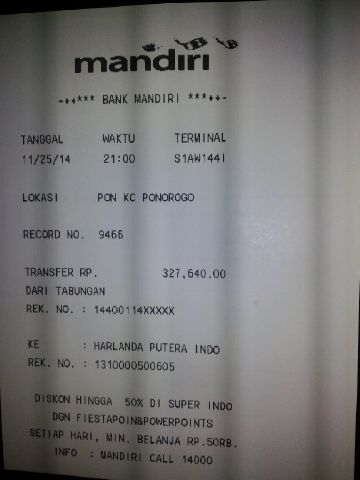 mandiri
-++*** BANK MANDIRI ***++-
TANGGAL WAKTU TERMINAL
11/25/14 21:00 S1AW144I
LOKASI PON KC PONOROGO
RECORD NO. 9466
TRANSFER RP. 327,640.00
DARI TABUNGAN
REK. NO. : 14400114XXXXX
KE : HARLANDA PUTERA INDO
REK. NO. : 1310000500605
DISKON HINGGA 50% DI SUPER INDO
DGN FIESTAPOIN&POWERPOINTS
SETIAP HARI, MIN. BELANJA RP.50RB.
INFO : MANDIRI CALL 14000